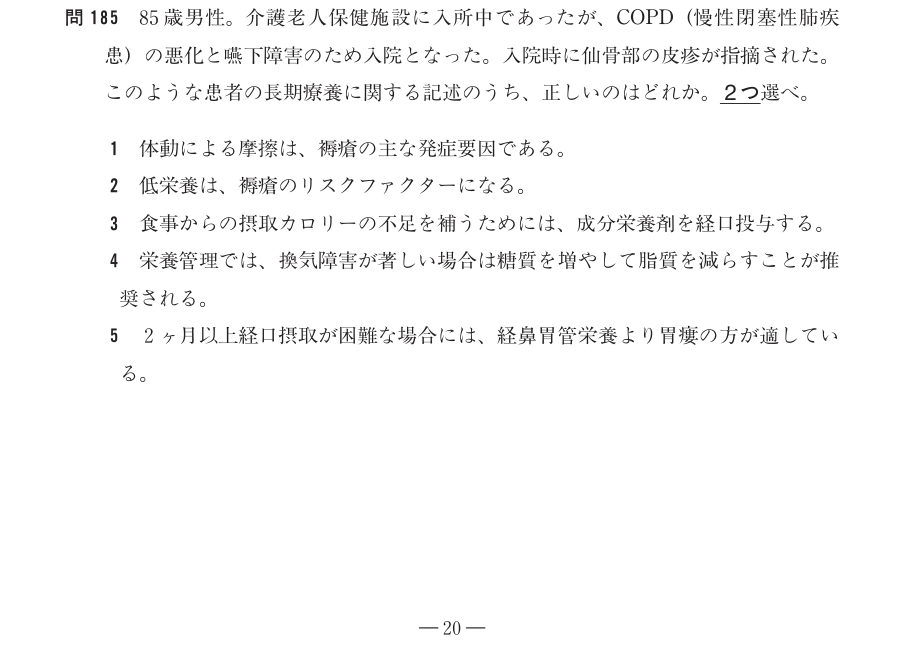 問185 85歳男性。介護老人保健施設に入所中であったが、COPD（慢性閉塞性肺疾
患）の悪化と嚥下障害のため入院となった。入院時に仙骨部の皮疹が指摘された。
このような患者の長期療養に関する記述のうち、正しいのはどれか。２つ選べ。
1 体動による摩擦は、褥瘡の主な発症要因である。
2 低栄養は、褥瘡のリスクファクターになる。
3 食事からの摂取カロリーの不足を補うためには、成分栄養剤を経口投与する。
4 栄養管理では、換気障害が著しい場合は糖質を増やして脂質を減らすことが推
奨される。
5 ２ヶ月以上経口摂取が困難な場合には、経鼻胃管栄養より胃瘻の方が適してい
る。
— 20 —